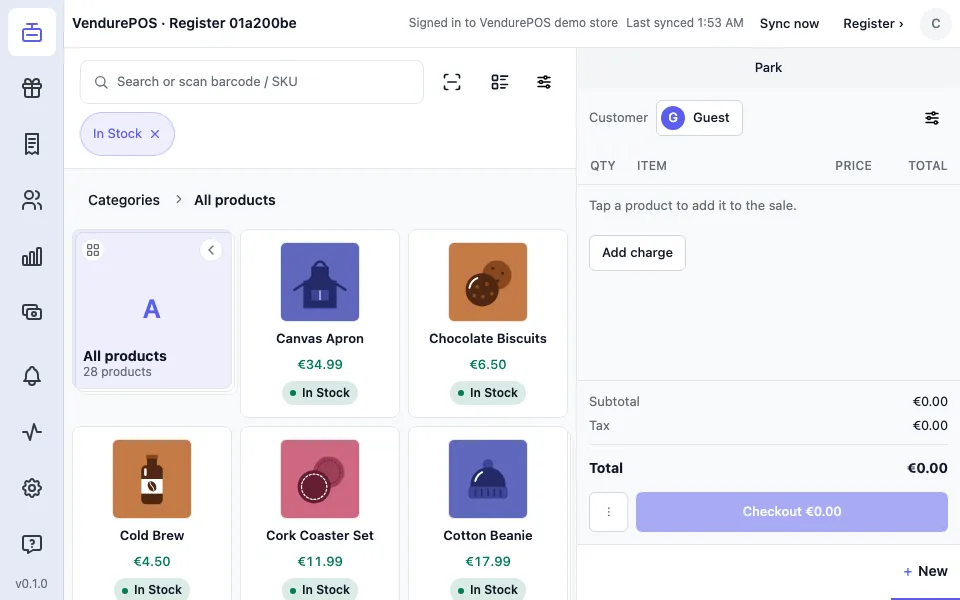 VendurePOS · Register 01a200be
Signed in to VendurePOS demo store Last synced 1:53 AM Sync now Register › C
Search or scan barcode / SKU
In Stock ×
Categories > All products
A
All products
28 products
Canvas Apron
€34.99
In Stock
Chocolate Biscuits
€6.50
In Stock
Cold Brew
€4.50
In Stock
Cork Coaster Set
€11.99
In Stock
Cotton Beanie
€17.99
In Stock
v0.1.0
Park
Customer G Guest
QTY ITEM PRICE TOTAL
Tap a product to add it to the sale.
Add charge
Subtotal €0.00
Tax €0.00
Total €0.00
Checkout €0.00
+ New